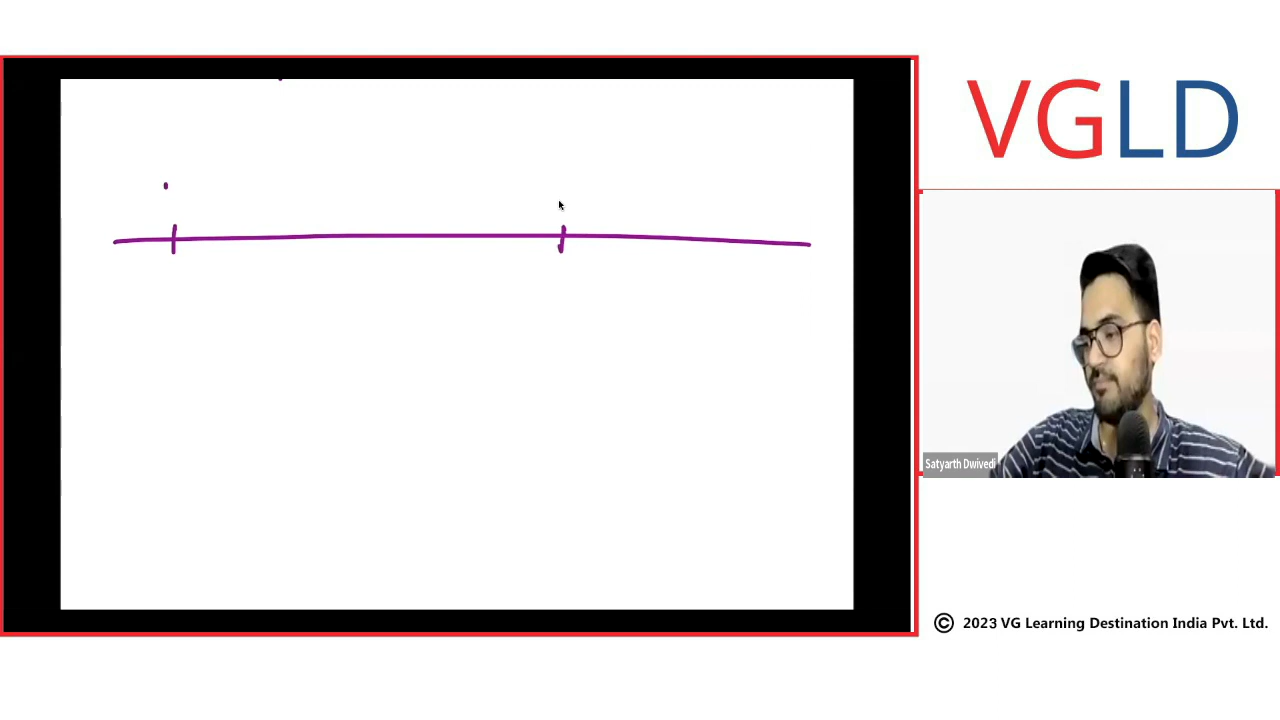 VGLD
Satyarth Dwivedi
© 2023 VG Learning Destination India Pvt. Ltd.